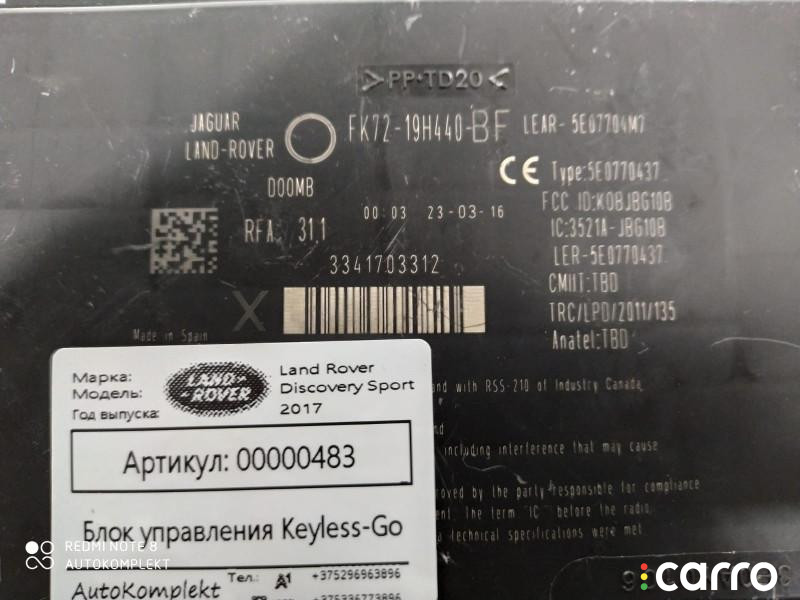 >PP-TD20<
JAGUAR
LAND-ROVER
FK72-19H440-BF
LEAR- 5E07704M7
CE Type:5E0770437
D00MB
FCC ID:KOBJBG10B
00:03 23-03-16
IC:3521A-JBG10B
RFA. 311
LER-5E0770437
3341703312
CMIIT:TBD
X
TRC/LPD/2011/135
Made in Spain
Anatel:TBD
and with RSS-210 of Industry Canada.
including interference that may cause
by the party responsible for compliance
The term "IC" before the radio
technical specifications were met
Марка:
Модель:
Год выпуска:
LAND-
-ROVER
Land Rover
Discovery Sport
2017
Артикул: 00000483
Блок управления Keyless-Go
AutoKomplekt
Тел.: A1 +375296963896
+375336773896
REDMI NOTE 8
AUTOKOMPLEKT
carro